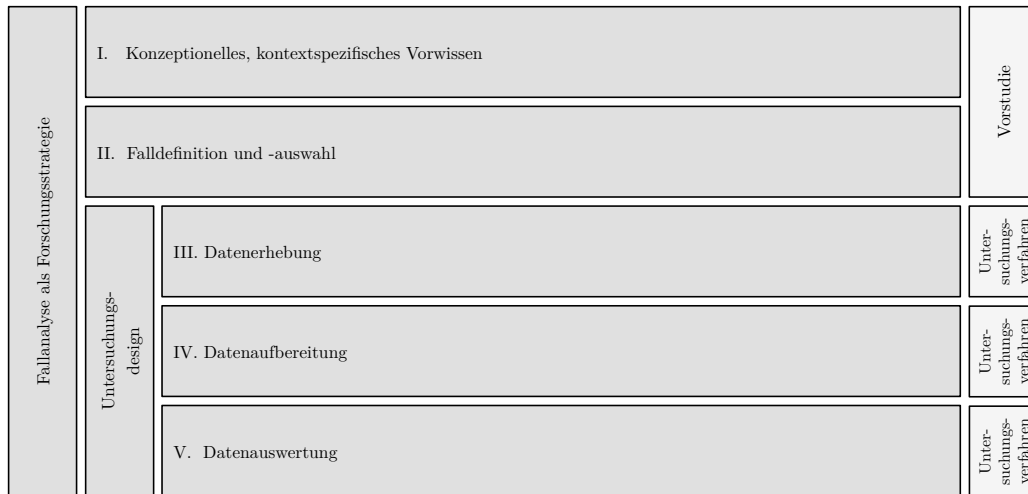 Fallanalyse als Forschungsstrategie
I. Konzeptionelles, kontextspezifisches Vorwissen
II. Falldefinition und -auswahl
Vorstudie
Untersuchungs-
design
III. Datenerhebung
Unter-
suchungs-
verfahren
IV. Datenaufbereitung
Unter-
suchungs-
verfahren
V. Datenauswertung
Unter-
suchungs-
verfahren